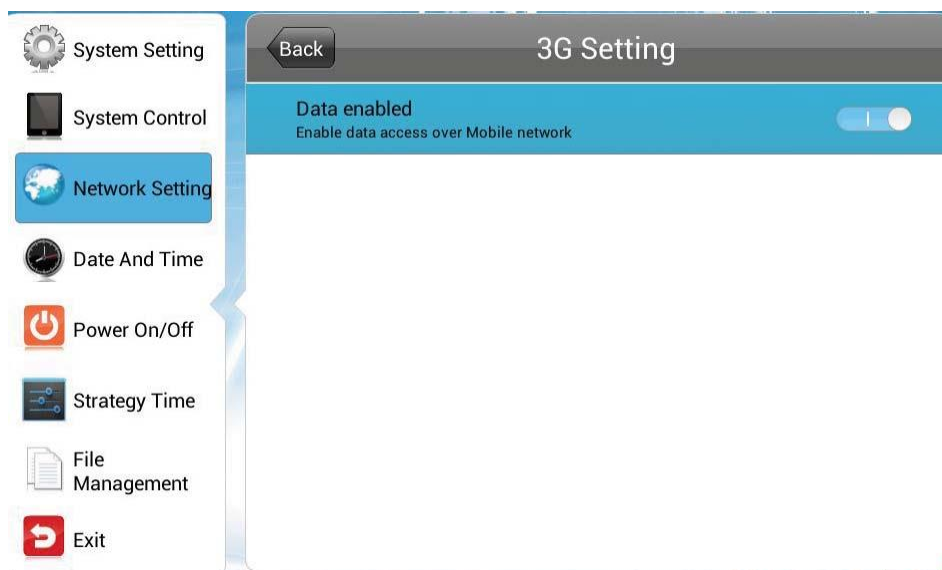 System Setting
System Control
Network Setting
Date And Time
Power On/Off
Strategy Time
File
Management
Exit
Back
3G Setting
Data enabled
Enable data access over Mobile network